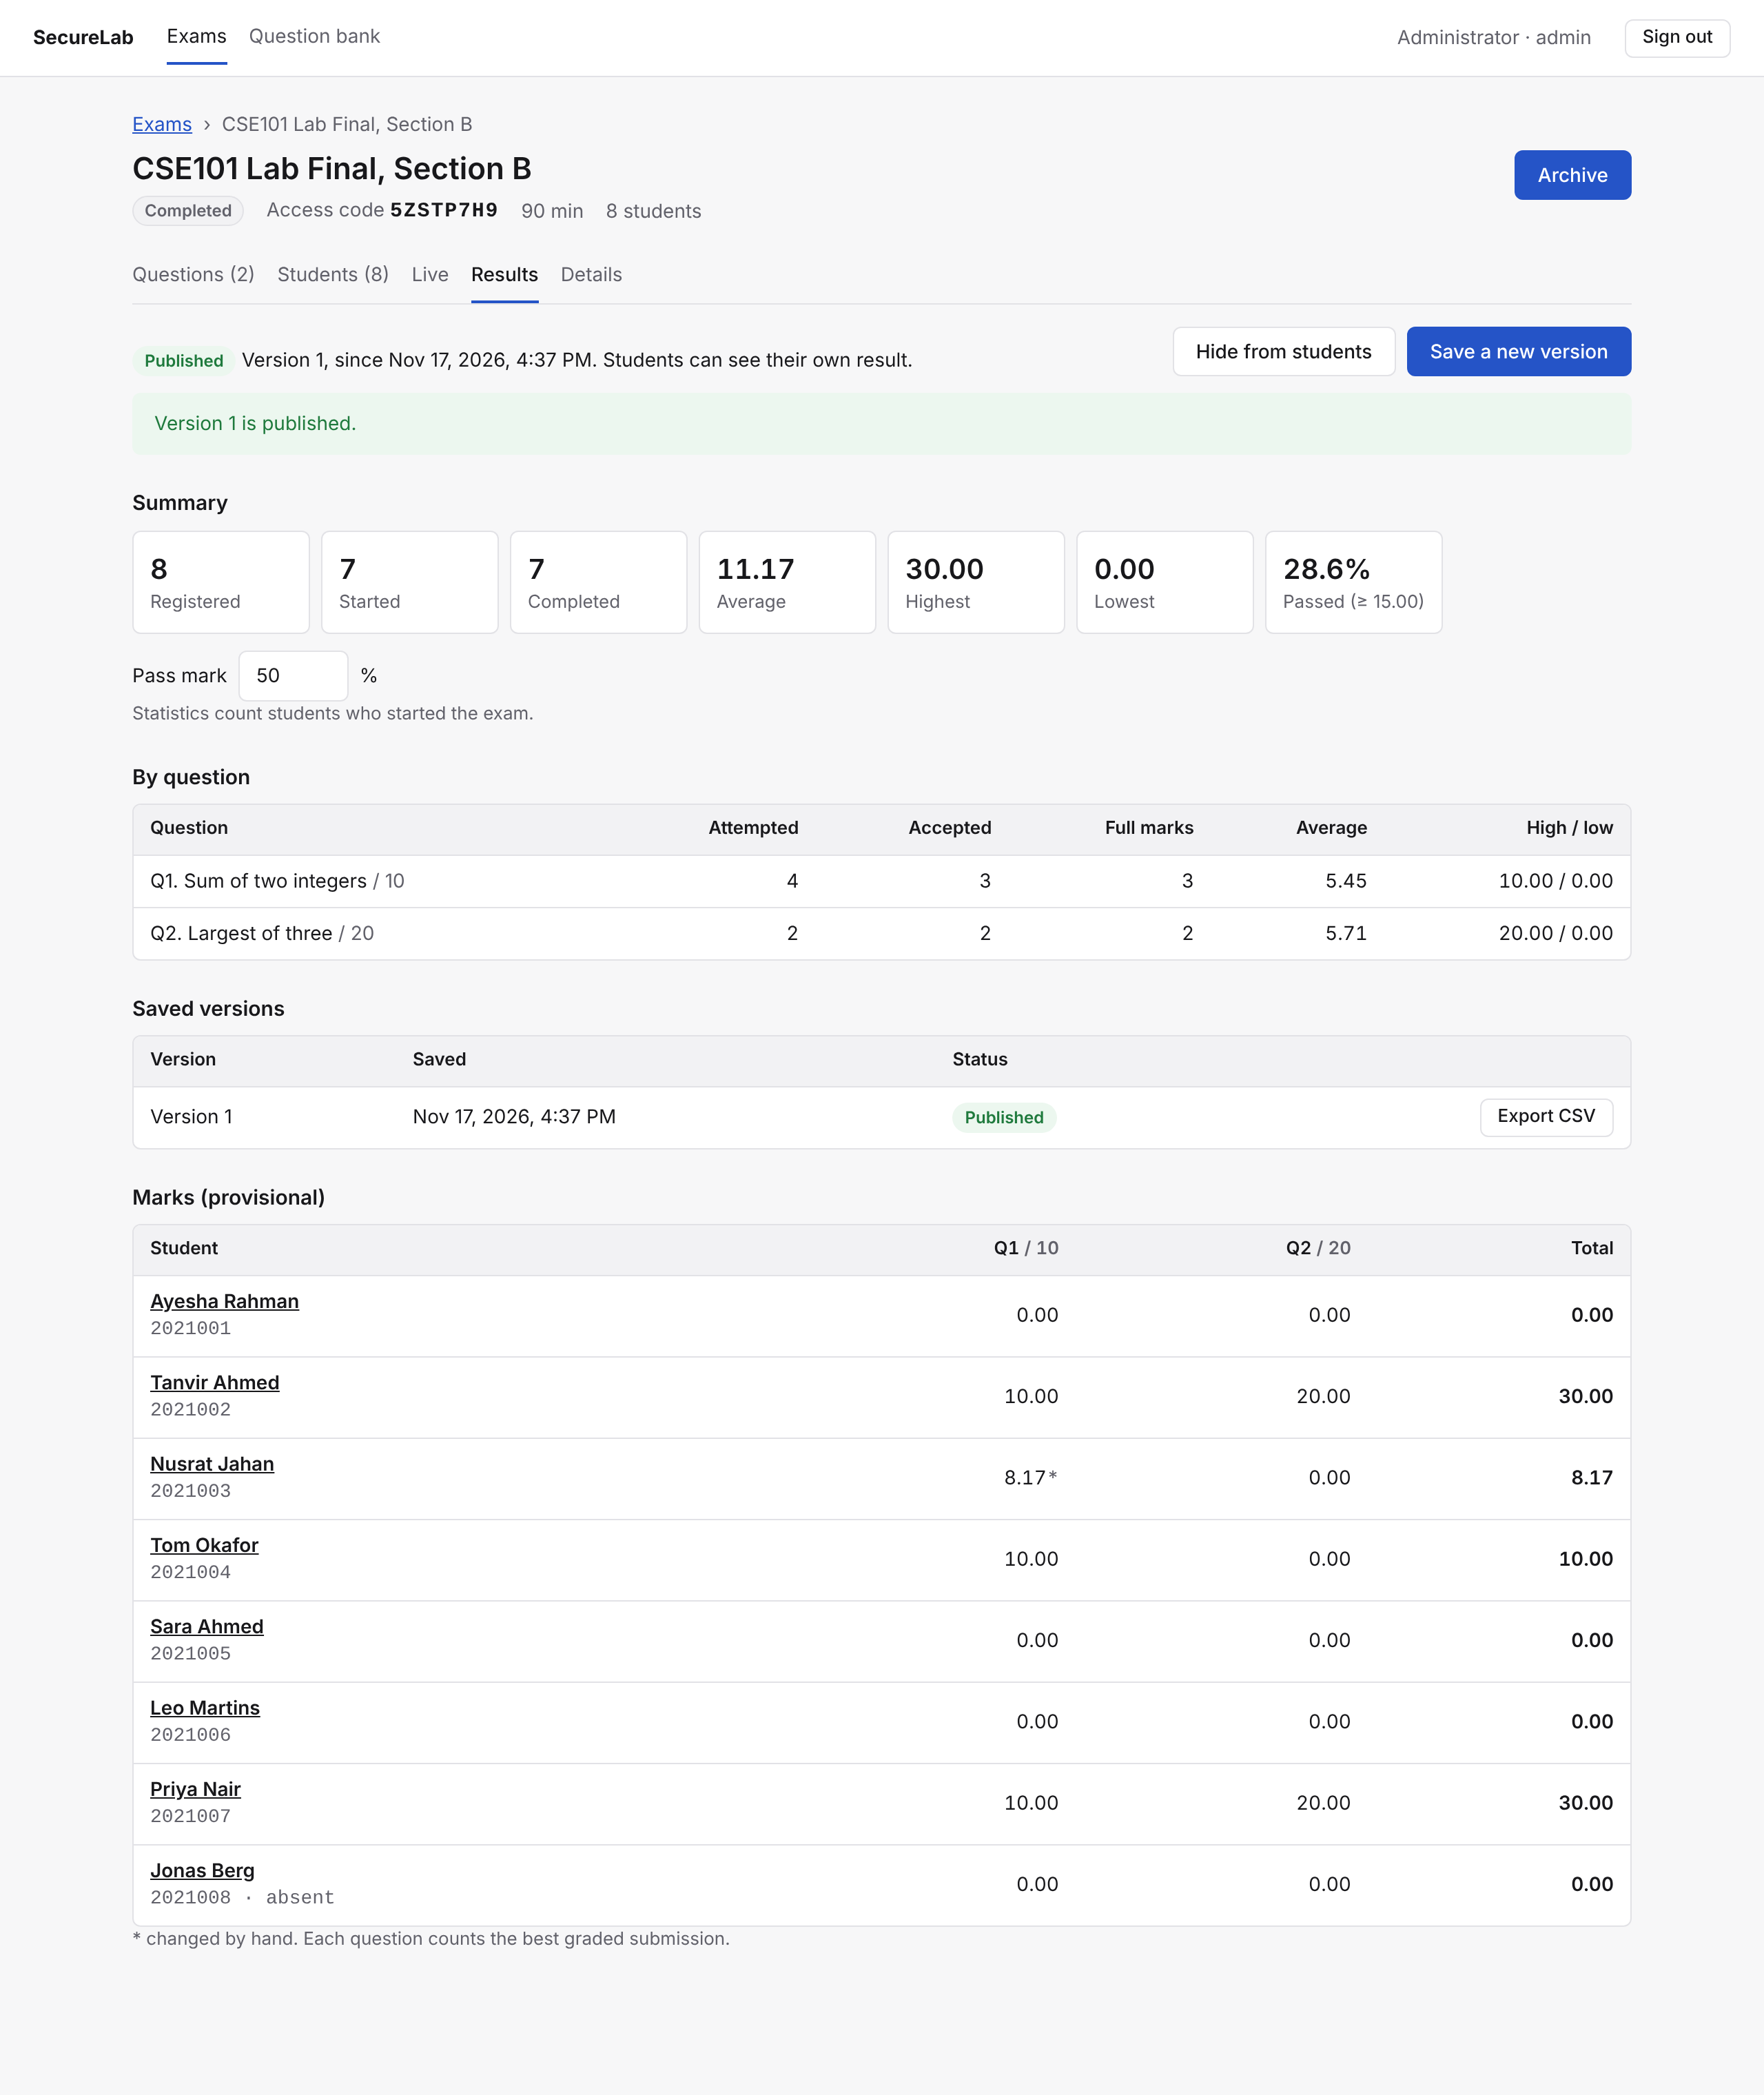 SecureLab Exams Question bank Administrator · admin Sign out
Exams › CSE101 Lab Final, Section B
CSE101 Lab Final, Section B
Archive
Completed Access code 5ZSTP7H9 90 min 8 students
Questions (2) Students (8) Live Results Details
Published Version 1, since Nov 17, 2026, 4:37 PM. Students can see their own result. Hide from students Save a new version
Version 1 is published.
Summary
8 7 7 11.17 30.00 0.00 28.6%
Registered Started Completed Average Highest Lowest Passed (≥ 15.00)
Pass mark 50 %
Statistics count students who started the exam.
By question
Question Attempted Accepted Full marks Average High / low
Q1. Sum of two integers / 10 4 3 3 5.45 10.00 / 0.00
Q2. Largest of three / 20 2 2 2 5.71 20.00 / 0.00
Saved versions
Version Saved Status
Version 1 Nov 17, 2026, 4:37 PM Published Export CSV
Marks (provisional)
Student Q1 / 10 Q2 / 20 Total
Ayesha Rahman
2021001 0.00 0.00 0.00
Tanvir Ahmed
2021002 10.00 20.00 30.00
Nusrat Jahan
2021003 8.17* 0.00 8.17
Tom Okafor
2021004 10.00 0.00 10.00
Sara Ahmed
2021005 0.00 0.00 0.00
Leo Martins
2021006 0.00 0.00 0.00
Priya Nair
2021007 10.00 20.00 30.00
Jonas Berg
2021008 · absent 0.00 0.00 0.00
* changed by hand. Each question counts the best graded submission.